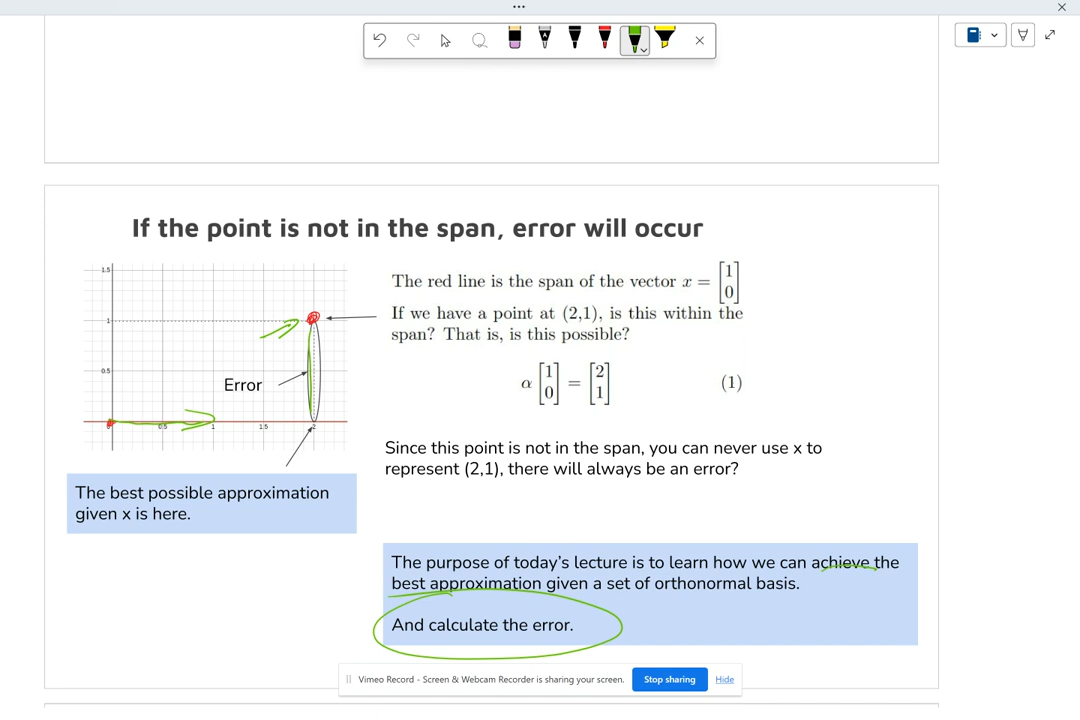 If the point is not in the span, error will occur
1.5
1
0.5
0
0.5
1
1.5
2
Error
The best possible approximation
given x is here.
The red line is the span of the vector x = [1 0]
If we have a point at (2,1), is this within the
span? That is, is this possible?
α [1 0] = [2 1] (1)
Since this point is not in the span, you can never use x to
represent (2,1), there will always be an error?
The purpose of today's lecture is to learn how we can achieve the
best approximation given a set of orthonormal basis.
And calculate the error.
Vimeo Record - Screen & Webcam Recorder is sharing your screen.
Stop sharing
Hide